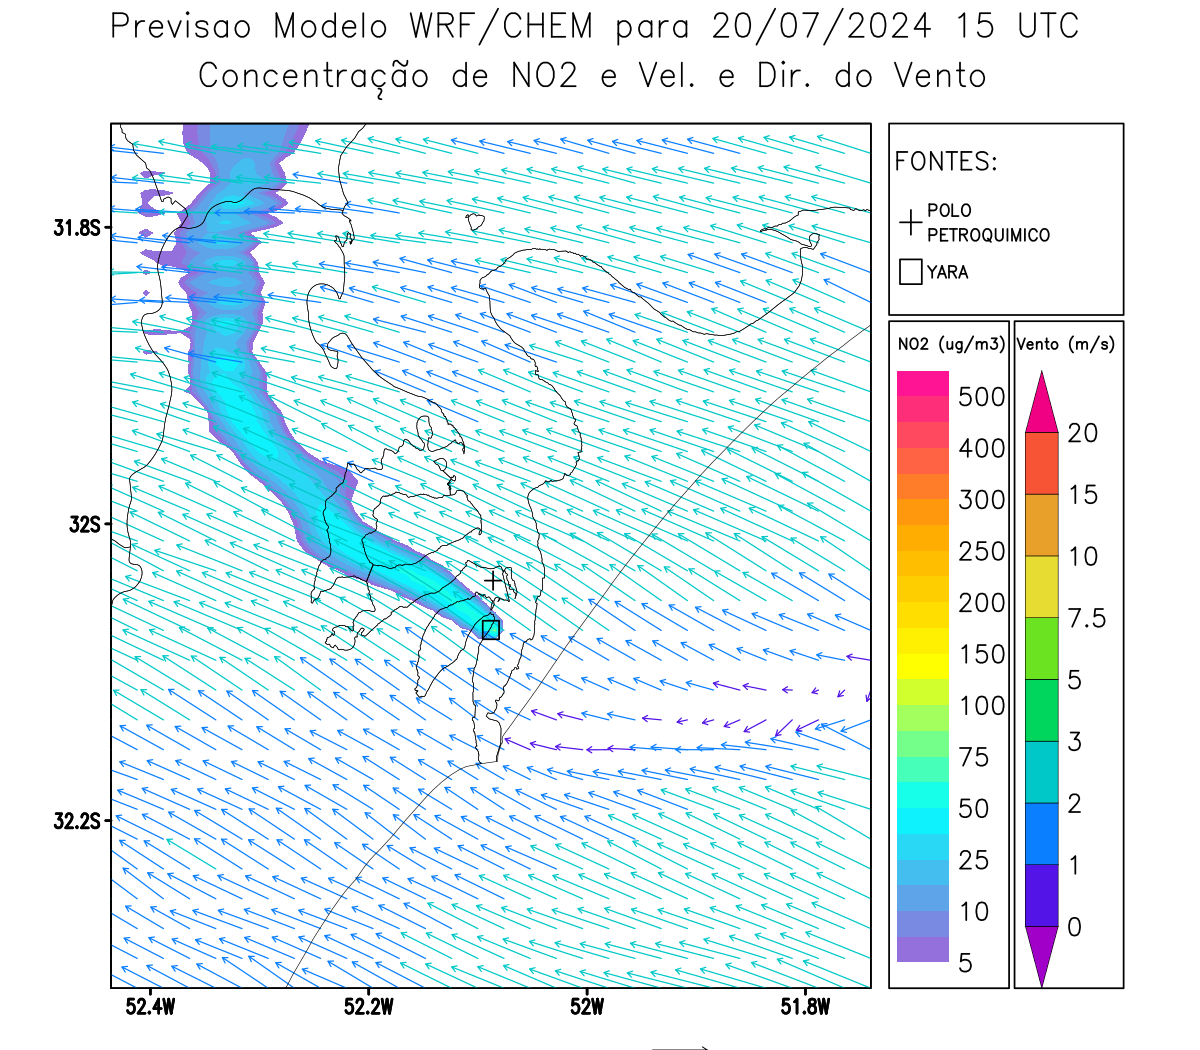 Previsao Modelo WRF/CHEM para 20/07/2024 15 UTC
Concentração de NO2 e Vel. e Dir. do Vento
FONTES:
POLO
PETROQUIMICO
YARA
NO2 (ug/m3)
500
400
300
250
200
150
100
75
50
25
10
5
Vento (m/s)
20
15
10
7.5
5
3
2
1
0
31.8S
32S
32.2S
52.4W
52.2W
52W
51.8W